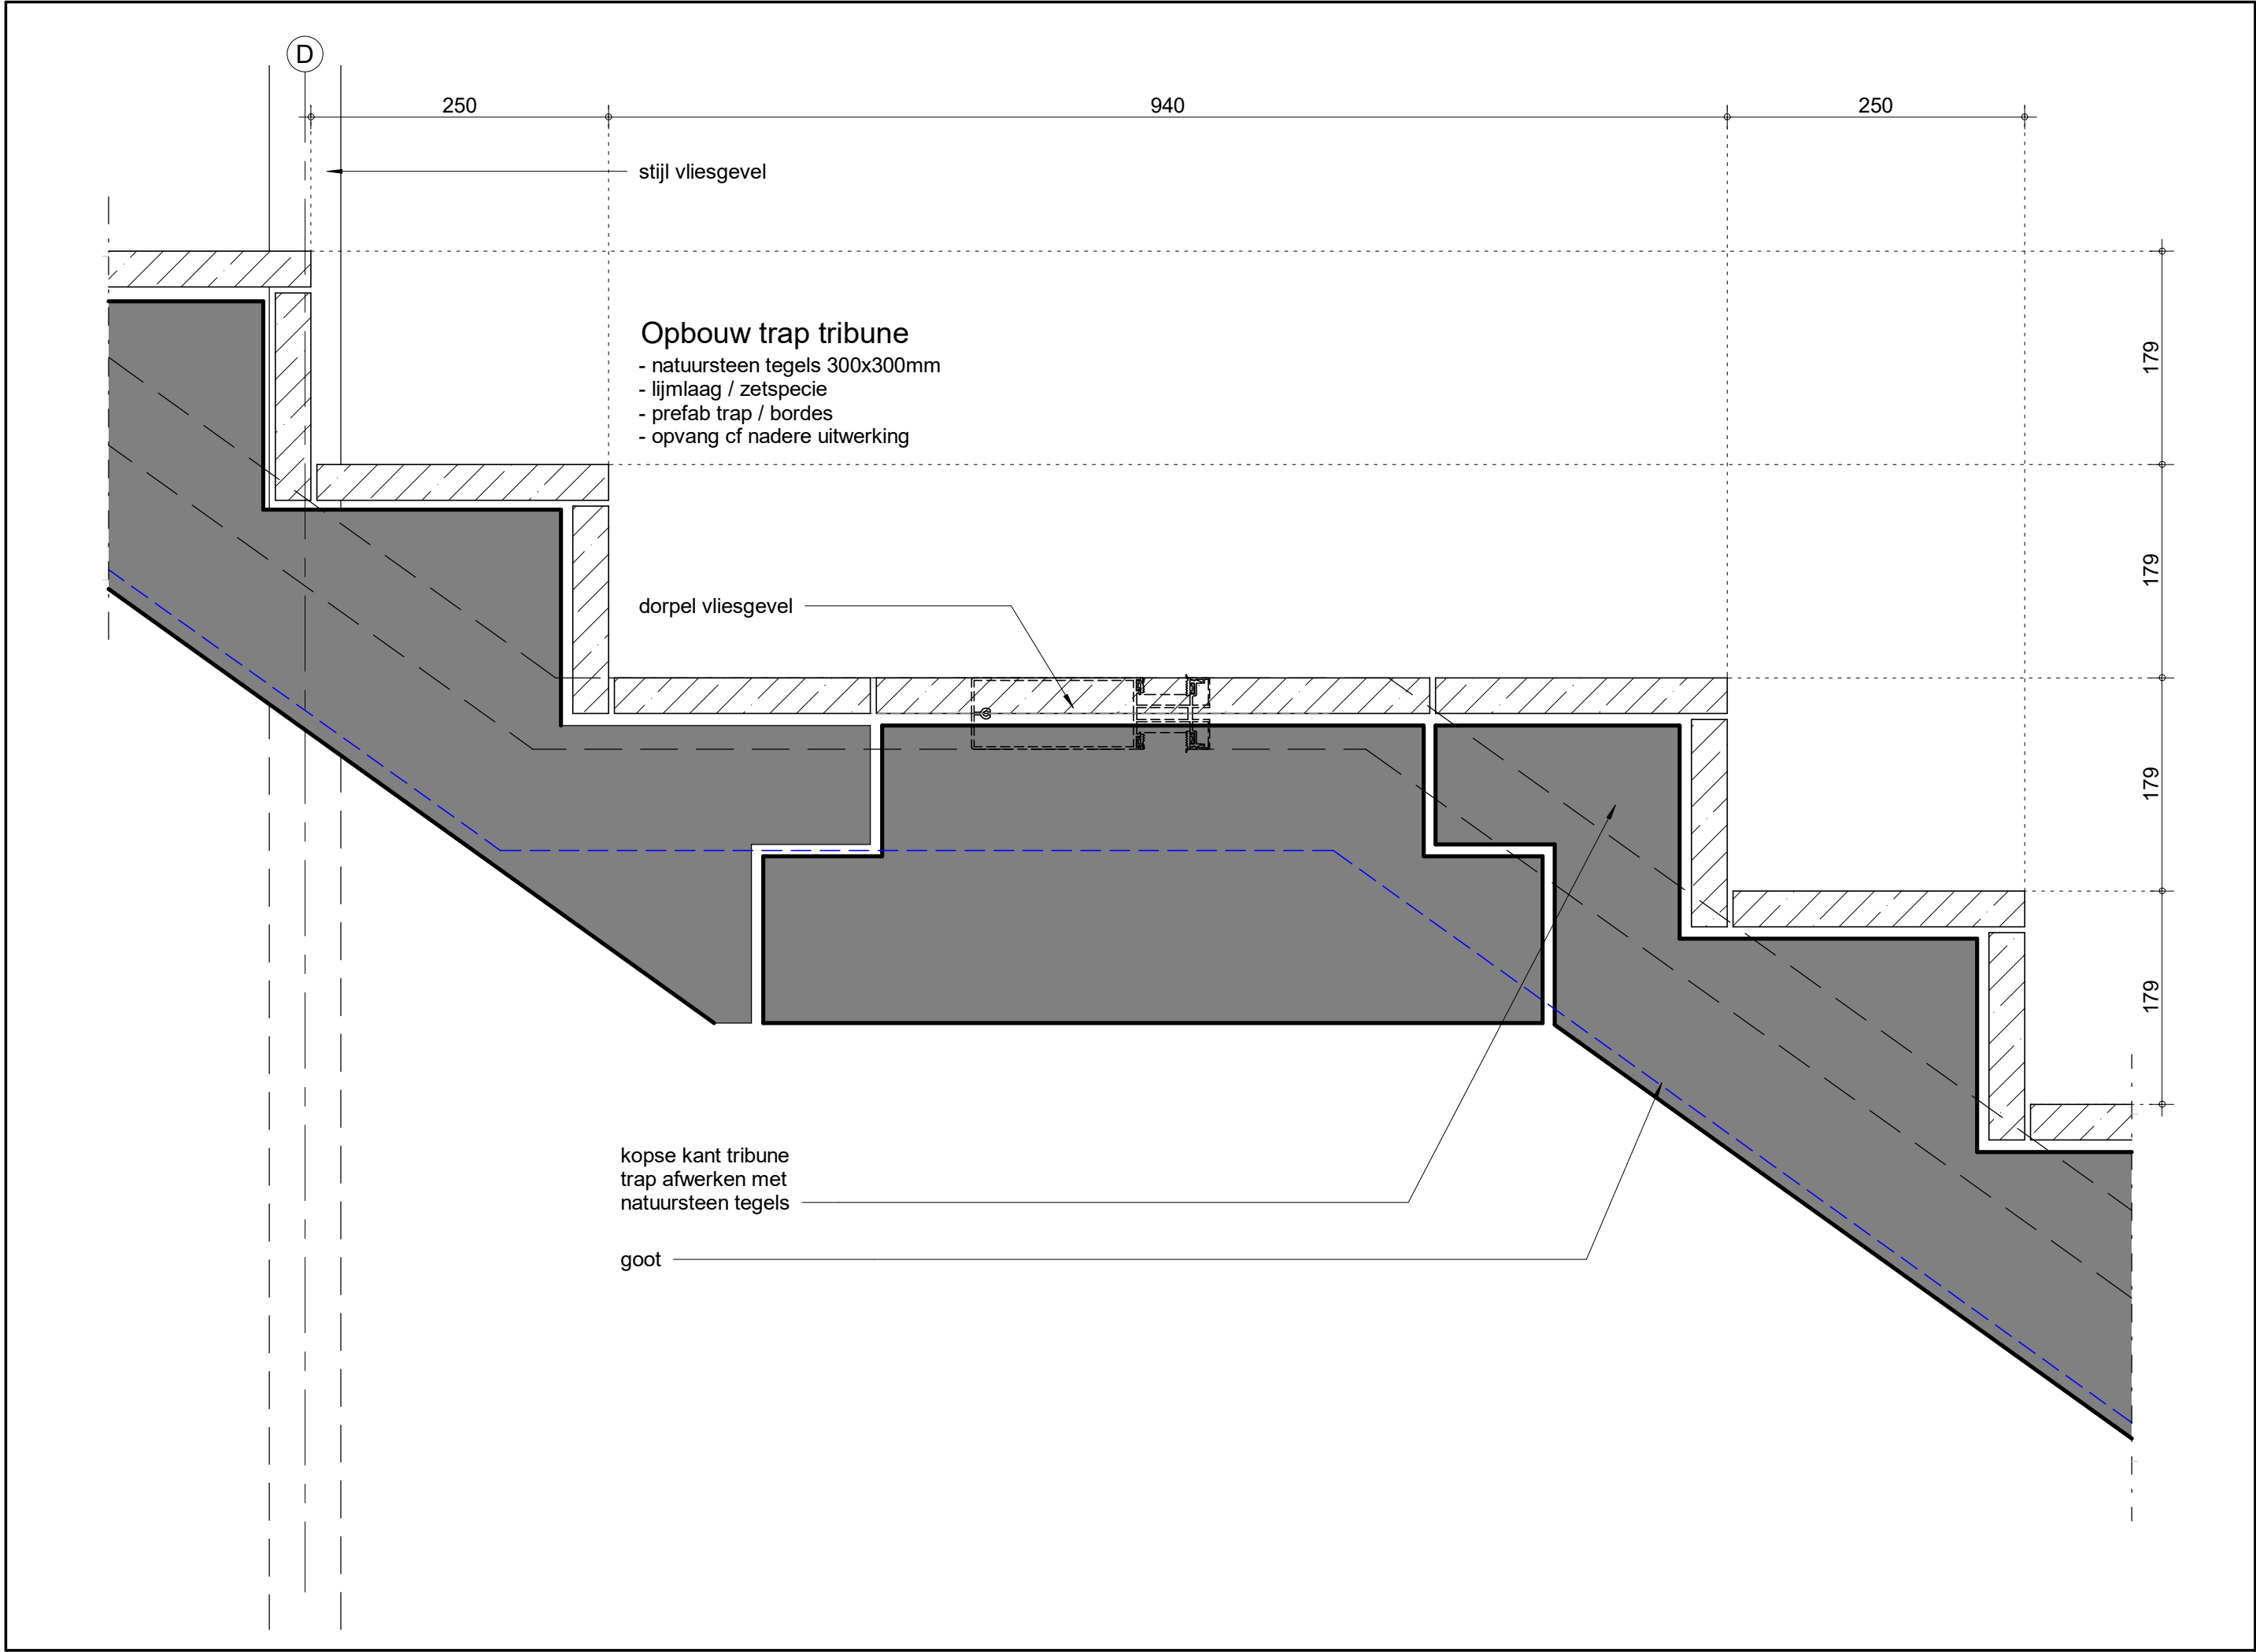 D
250
940
250
stijl vliesgevel
Opbouw trap tribune
- natuursteen tegels 300x300mm
- lijmlaag / zetspecie
- prefab trap / bordes
- opvang cf nadere uitwerking
179
179
dorpel vliesgevel
179
179
kopse kant tribune
trap afwerken met
natuursteen tegels
goot